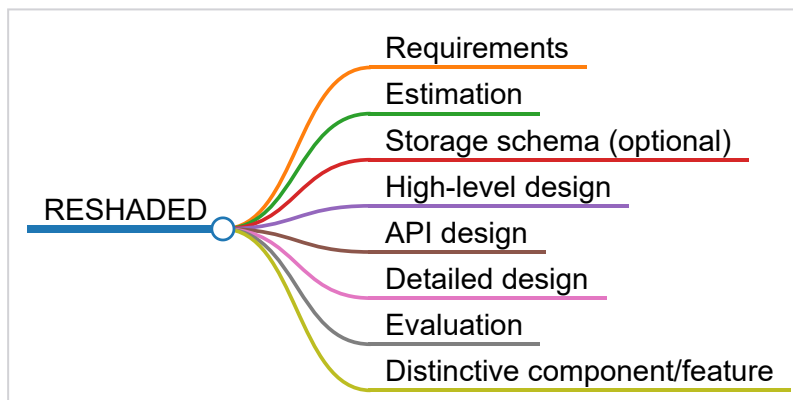 RESHADED
Requirements
Estimation
Storage schema (optional)
High-level design
API design
Detailed design
Evaluation
Distinctive component/feature